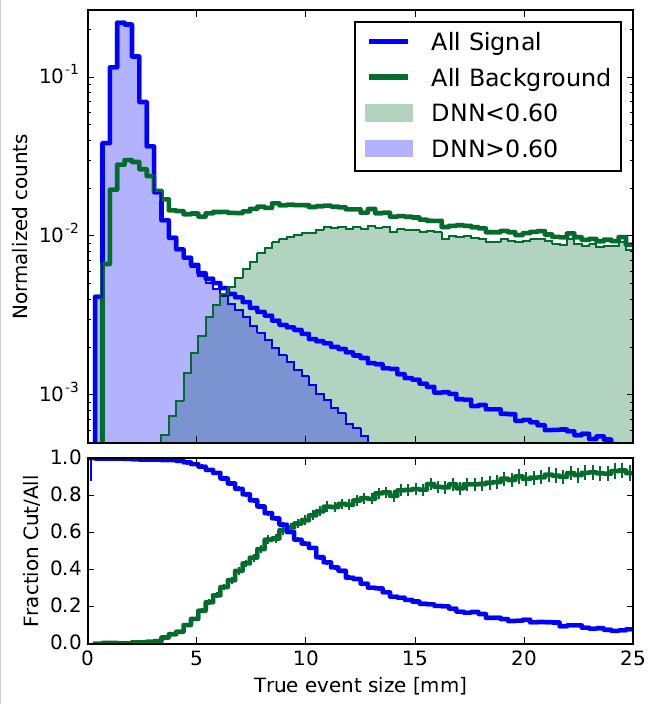 All Signal
All Background
DNN<0.60
DNN>0.60
Normalized counts
10⁻¹
10⁻²
10⁻³
Fraction Cut/All
1.0
0.8
0.6
0.4
0.2
0.0
0 5 10 15 20 25
True event size [mm]